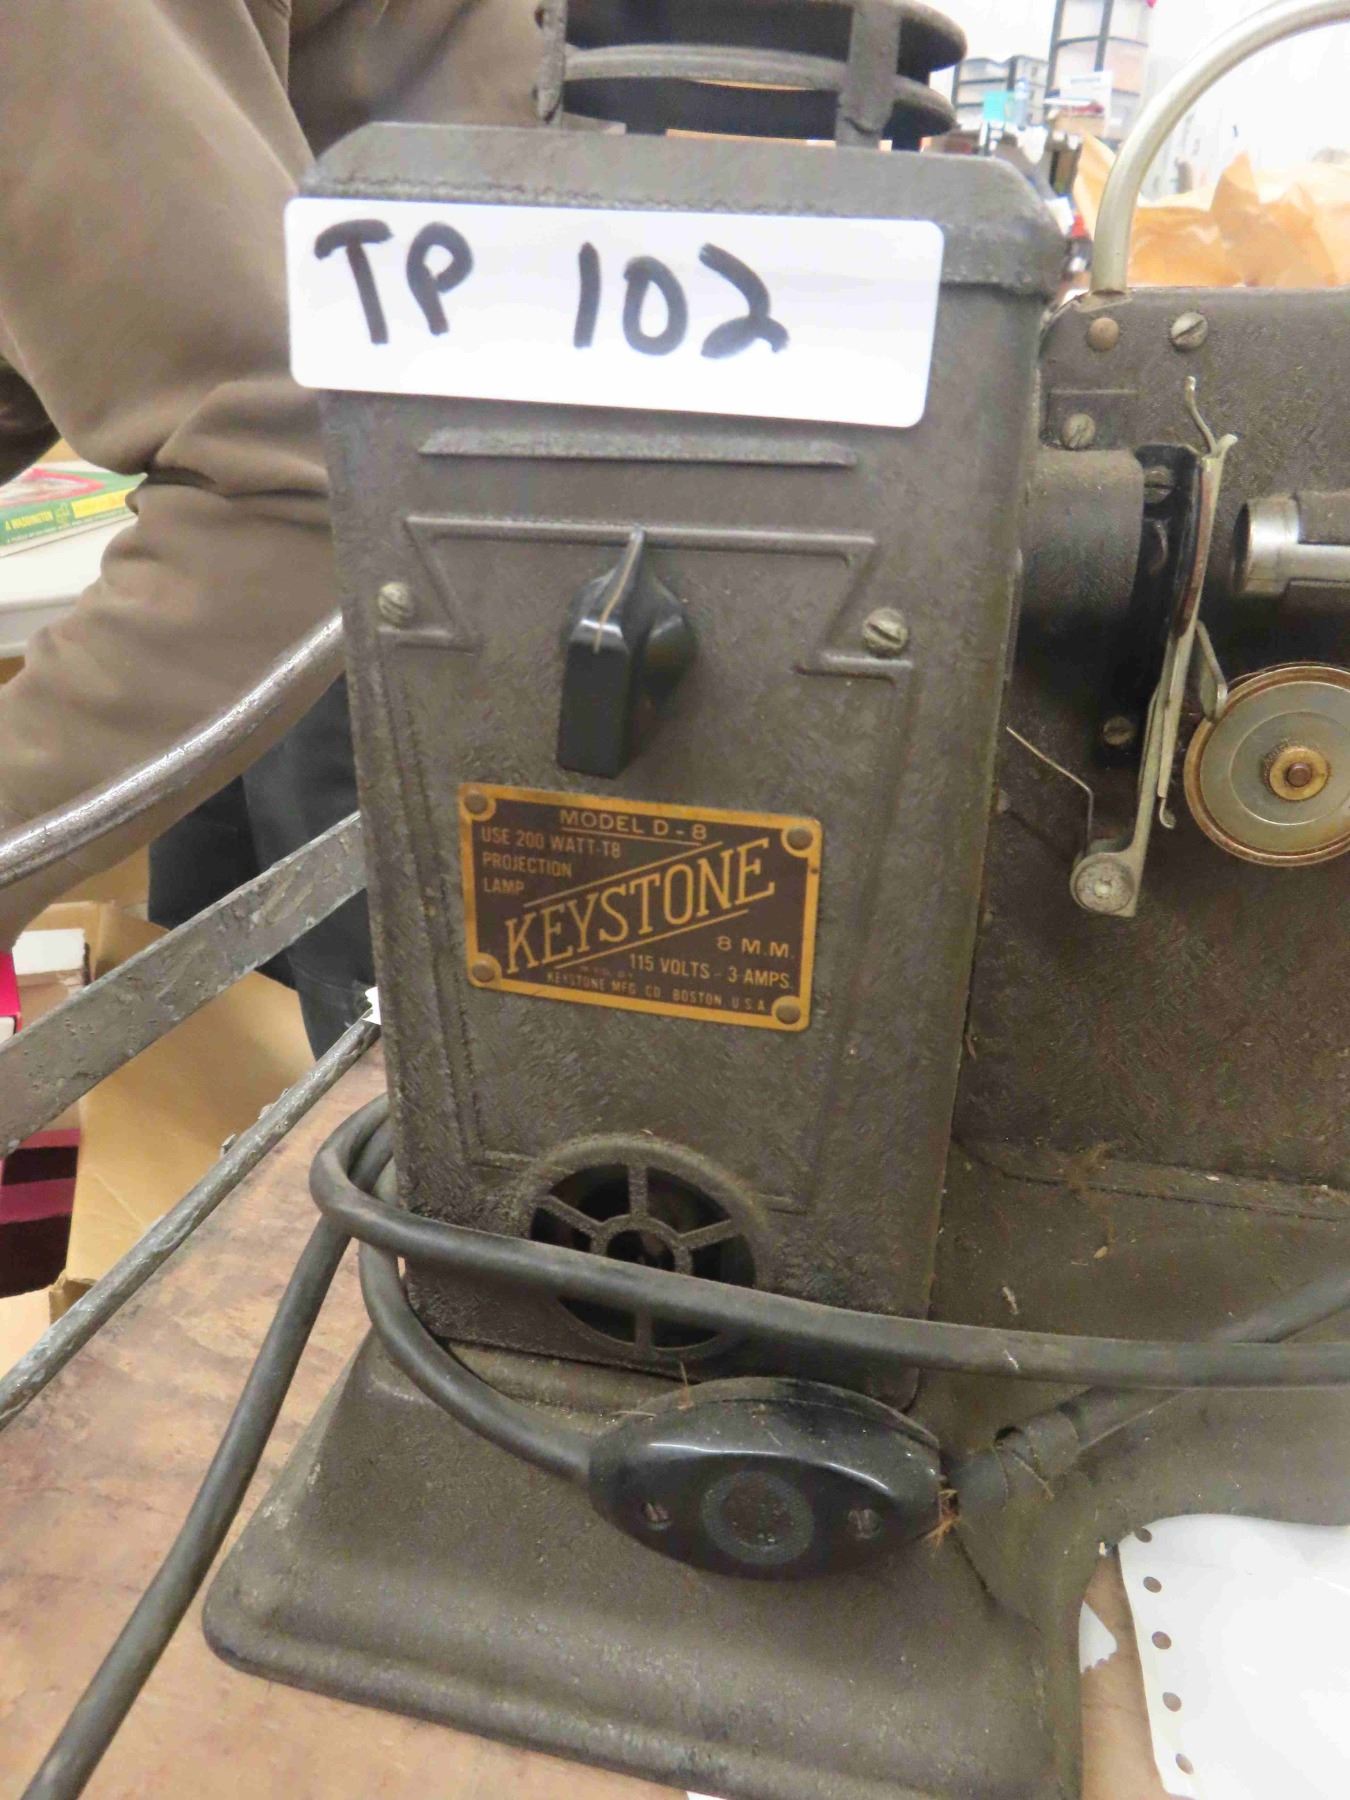 TP 102
MODEL D-8
USE 200 WATT-T8
PROJECTION
LAMP
KEYSTONE
8 M.M.
115 VOLTS - 3 AMPS.
KEYSTONE MFG. CO. BOSTON, U.S.A.
A WADDINGTON